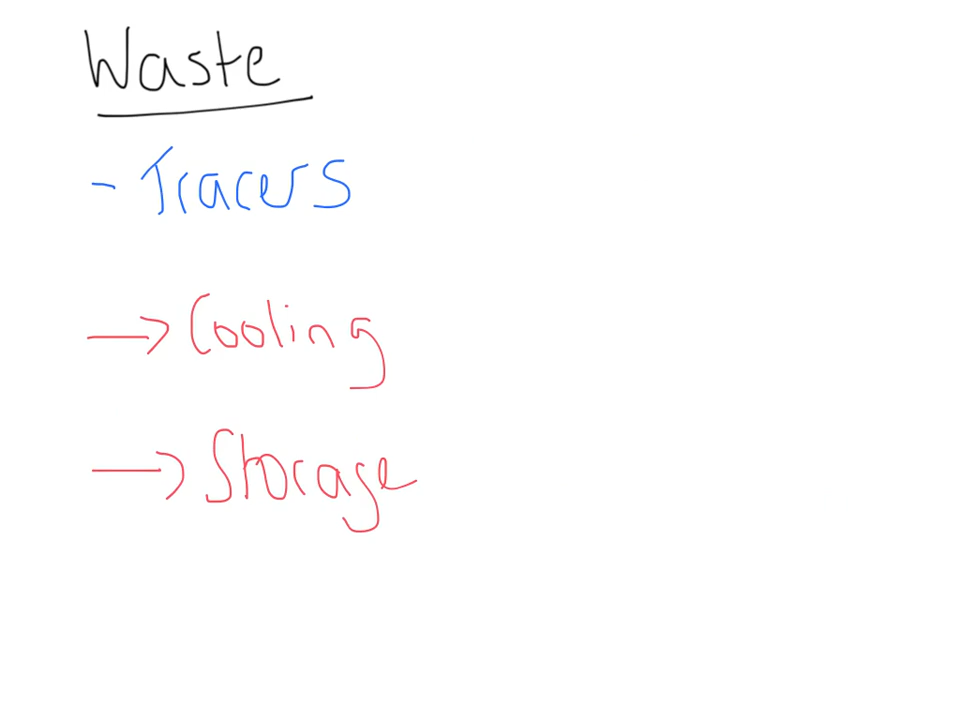 Waste
- Tracers
→ Cooling
→ Storage